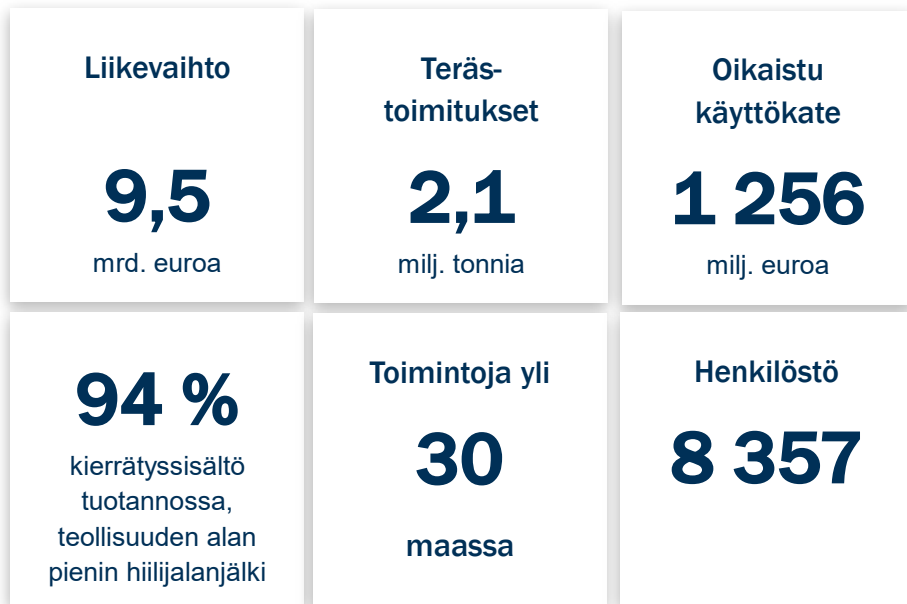 Liikevaihto
9,5
mrd. euroa
Teräs-
toimitukset
2,1
milj. tonnia
Oikaistu
käyttökate
1 256
milj. euroa
94 %
kierrätyssisältö
tuotannossa,
teollisuuden alan
pienin hiilijalanjälki
Toimintoja yli
30
maassa
Henkilöstö
8 357